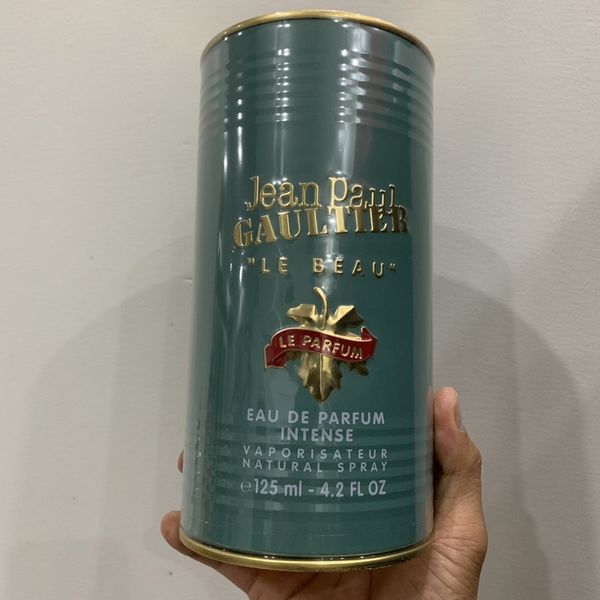 Jean Paul
GAULTIER
"LE BEAU"
LE PARFUM
EAU DE PARFUM
INTENSE
VAPORISATEUR
NATURAL SPRAY
℮125 ml - 4.2 FL OZ